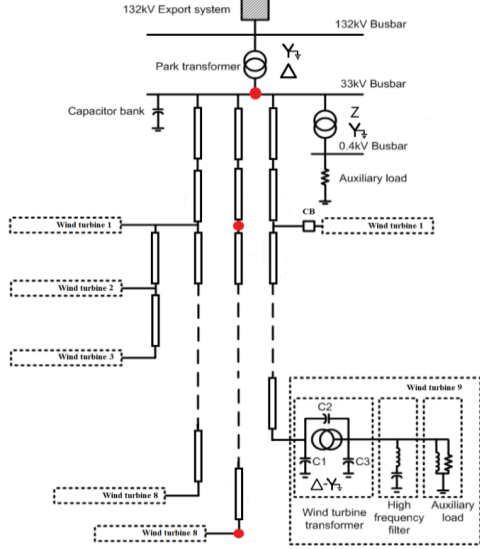 132kV Export system
132kV Busbar
Park transformer
33kV Busbar
Capacitor bank
Z
0.4kV Busbar
Auxiliary load
CB
Wind turbine 1
Wind turbine 1
Wind turbine 2
Wind turbine 3
Wind turbine 9
C2
C1
C3
Δ-Y
Wind turbine
transformer
High
frequency
filter
Auxiliary
load
Wind turbine 8
Wind turbine 8